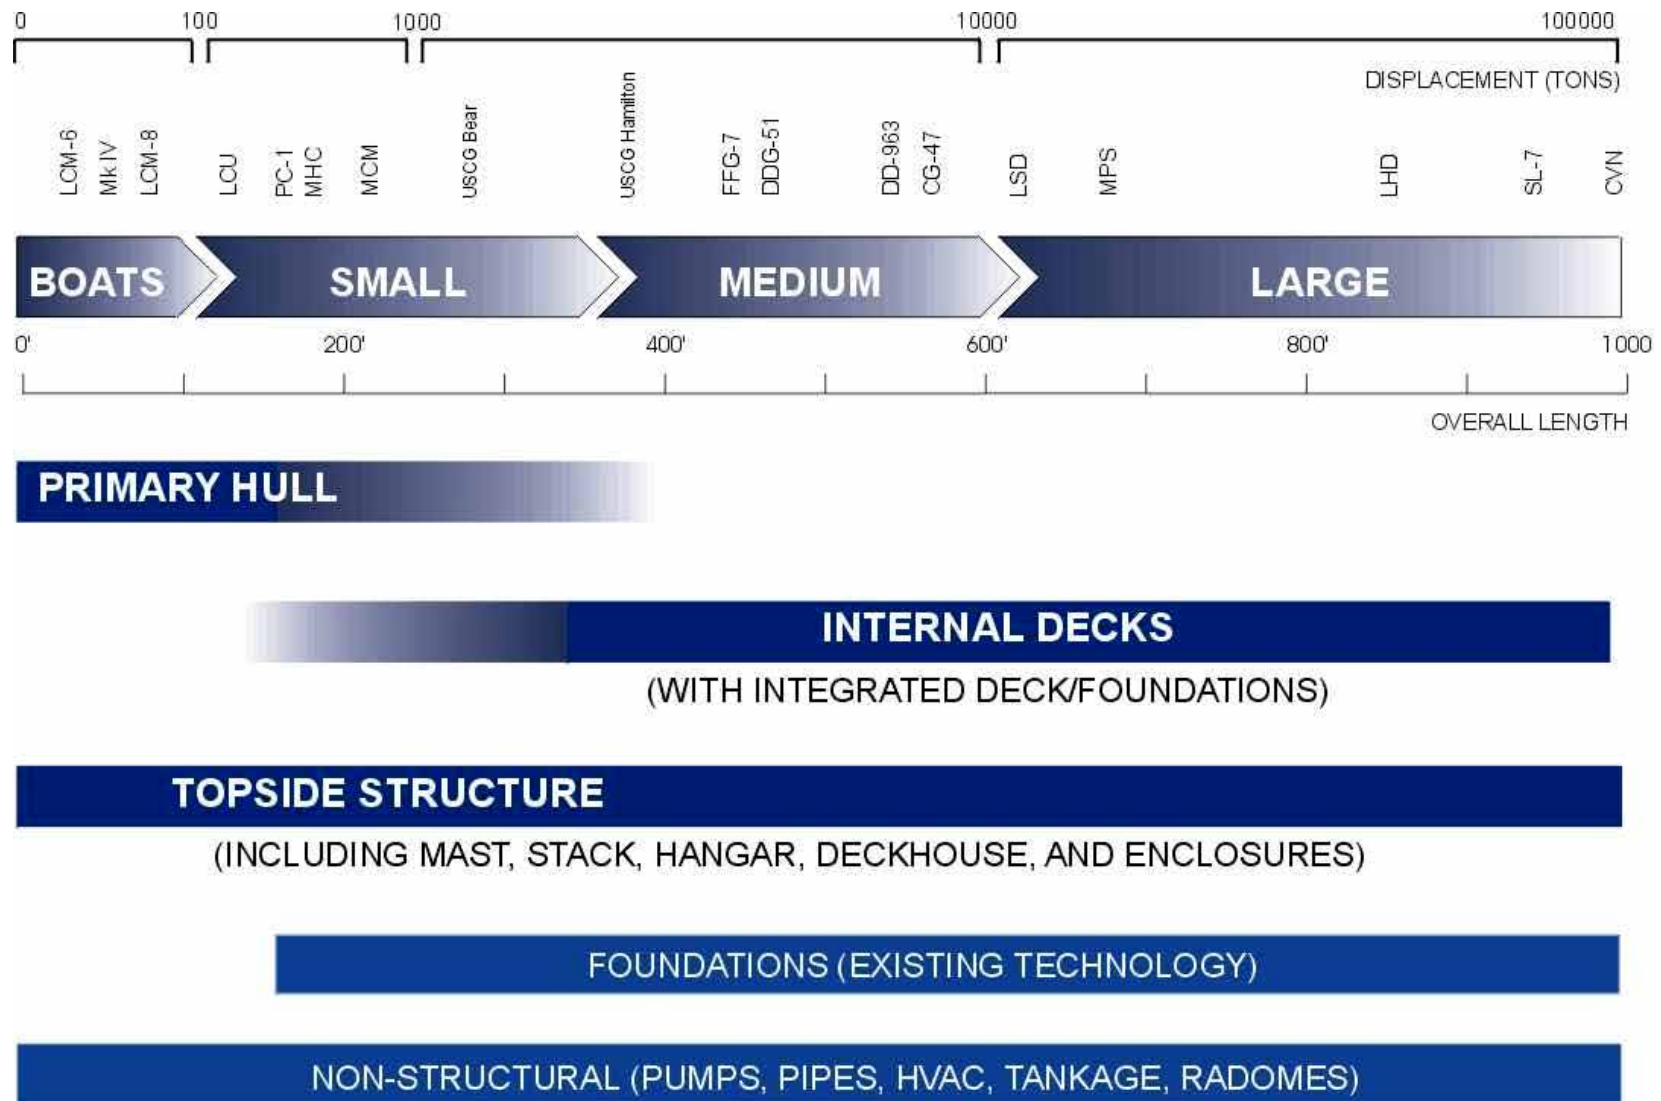 0 100 1000 10000 100000
DISPLACEMENT (TONS)
LCM-6
Mk IV
LCM-8
LCU
PC-1
MHC
MCM
USCG Bear
USCG Hamilton
FFG-7
DDG-51
DD-963
CG-47
LSD
MPS
LHD
SL-7
CVN
BOATS SMALL MEDIUM LARGE
0' 200' 400' 600' 800' 1000
OVERALL LENGTH
PRIMARY HULL
INTERNAL DECKS
(WITH INTEGRATED DECK/FOUNDATIONS)
TOPSIDE STRUCTURE
(INCLUDING MAST, STACK, HANGAR, DECKHOUSE, AND ENCLOSURES)
FOUNDATIONS (EXISTING TECHNOLOGY)
NON-STRUCTURAL (PUMPS, PIPES, HVAC, TANKAGE, RADOMES)